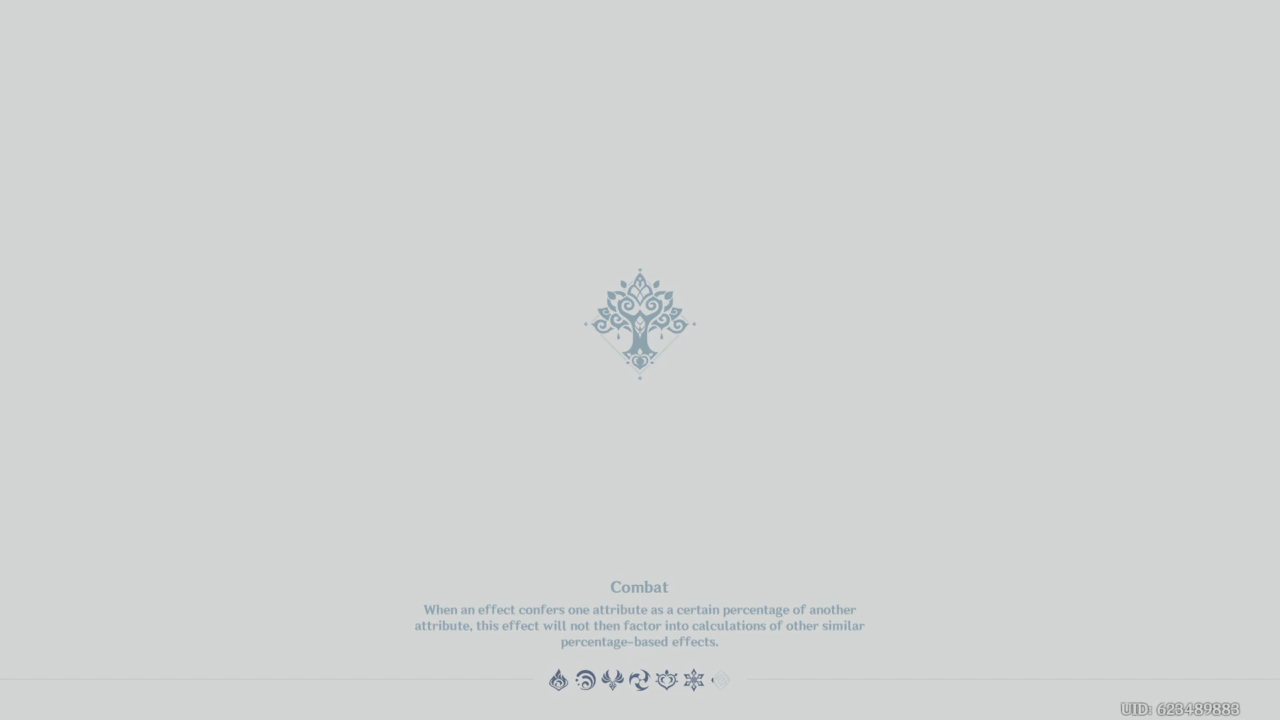 Combat
When an effect confers one attribute as a certain percentage of another
attribute, this effect will not then factor into calculations of other similar
percentage-based effects.
UID: 623489883